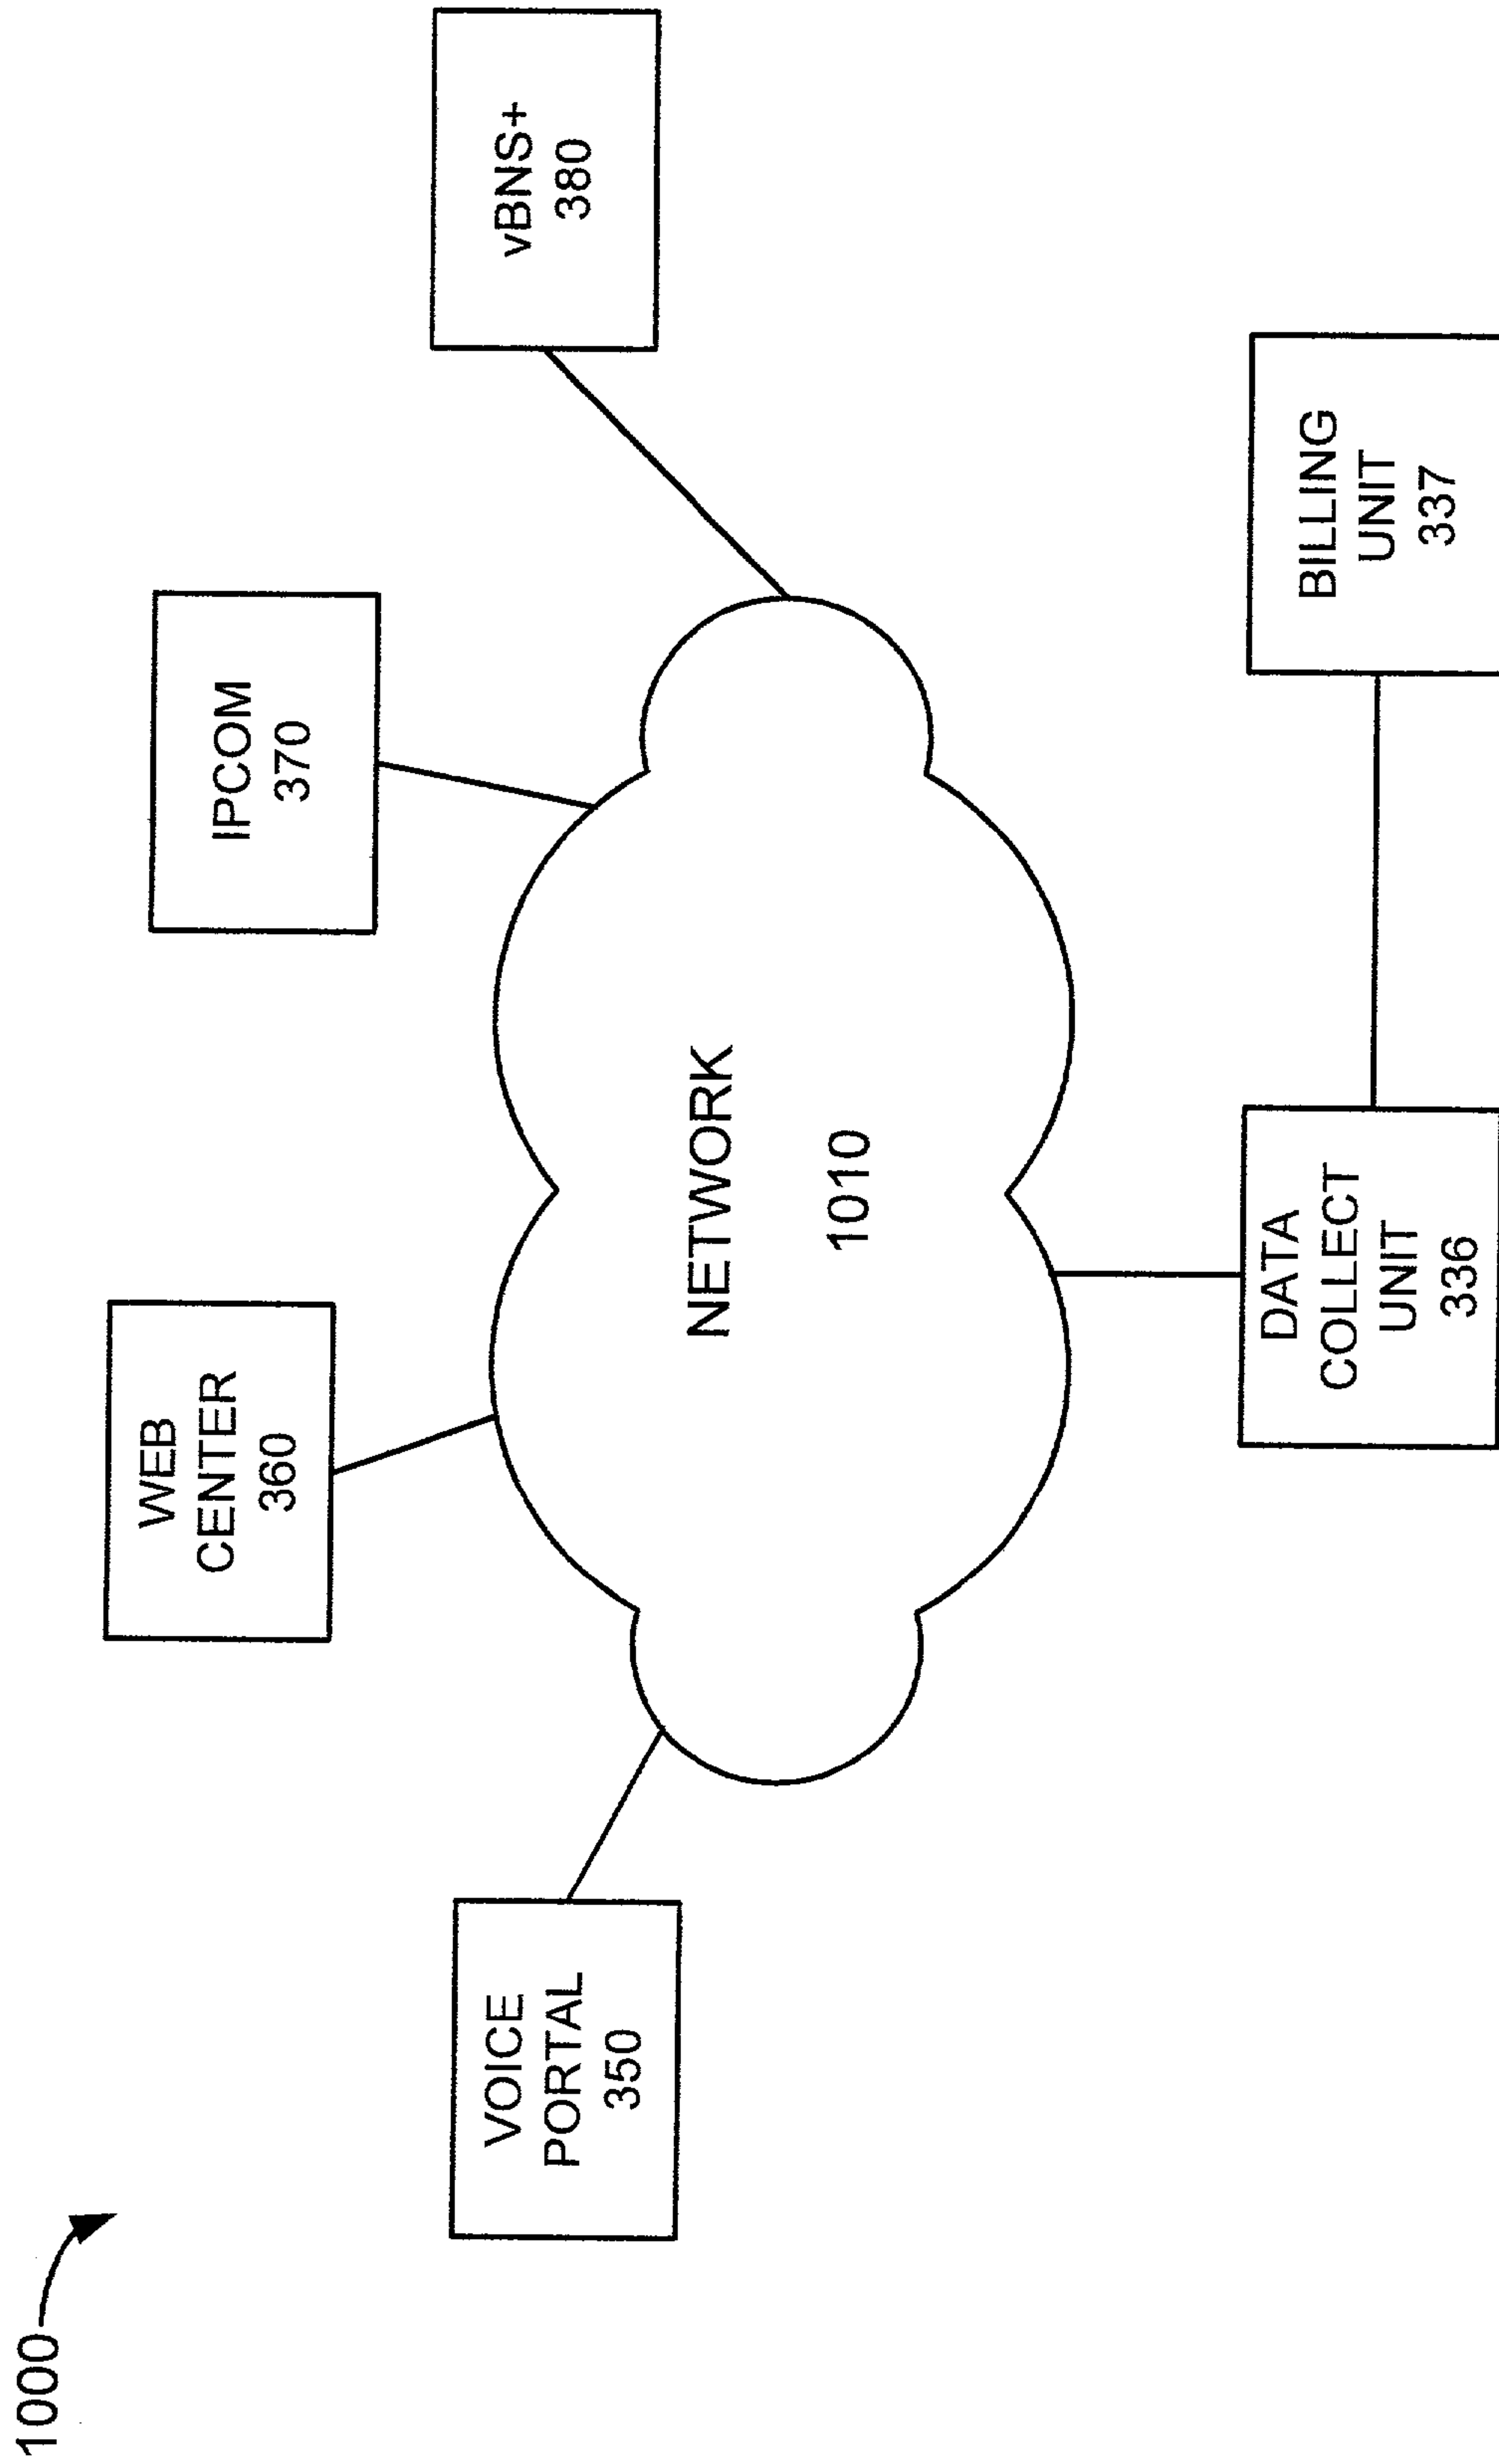 1000
WEB
CENTER
360
IPCOM
370
VOICE
PORTAL
350
vBNS+
380
NETWORK
1010
DATA
COLLECT
UNIT
336
BILLING
UNIT
337